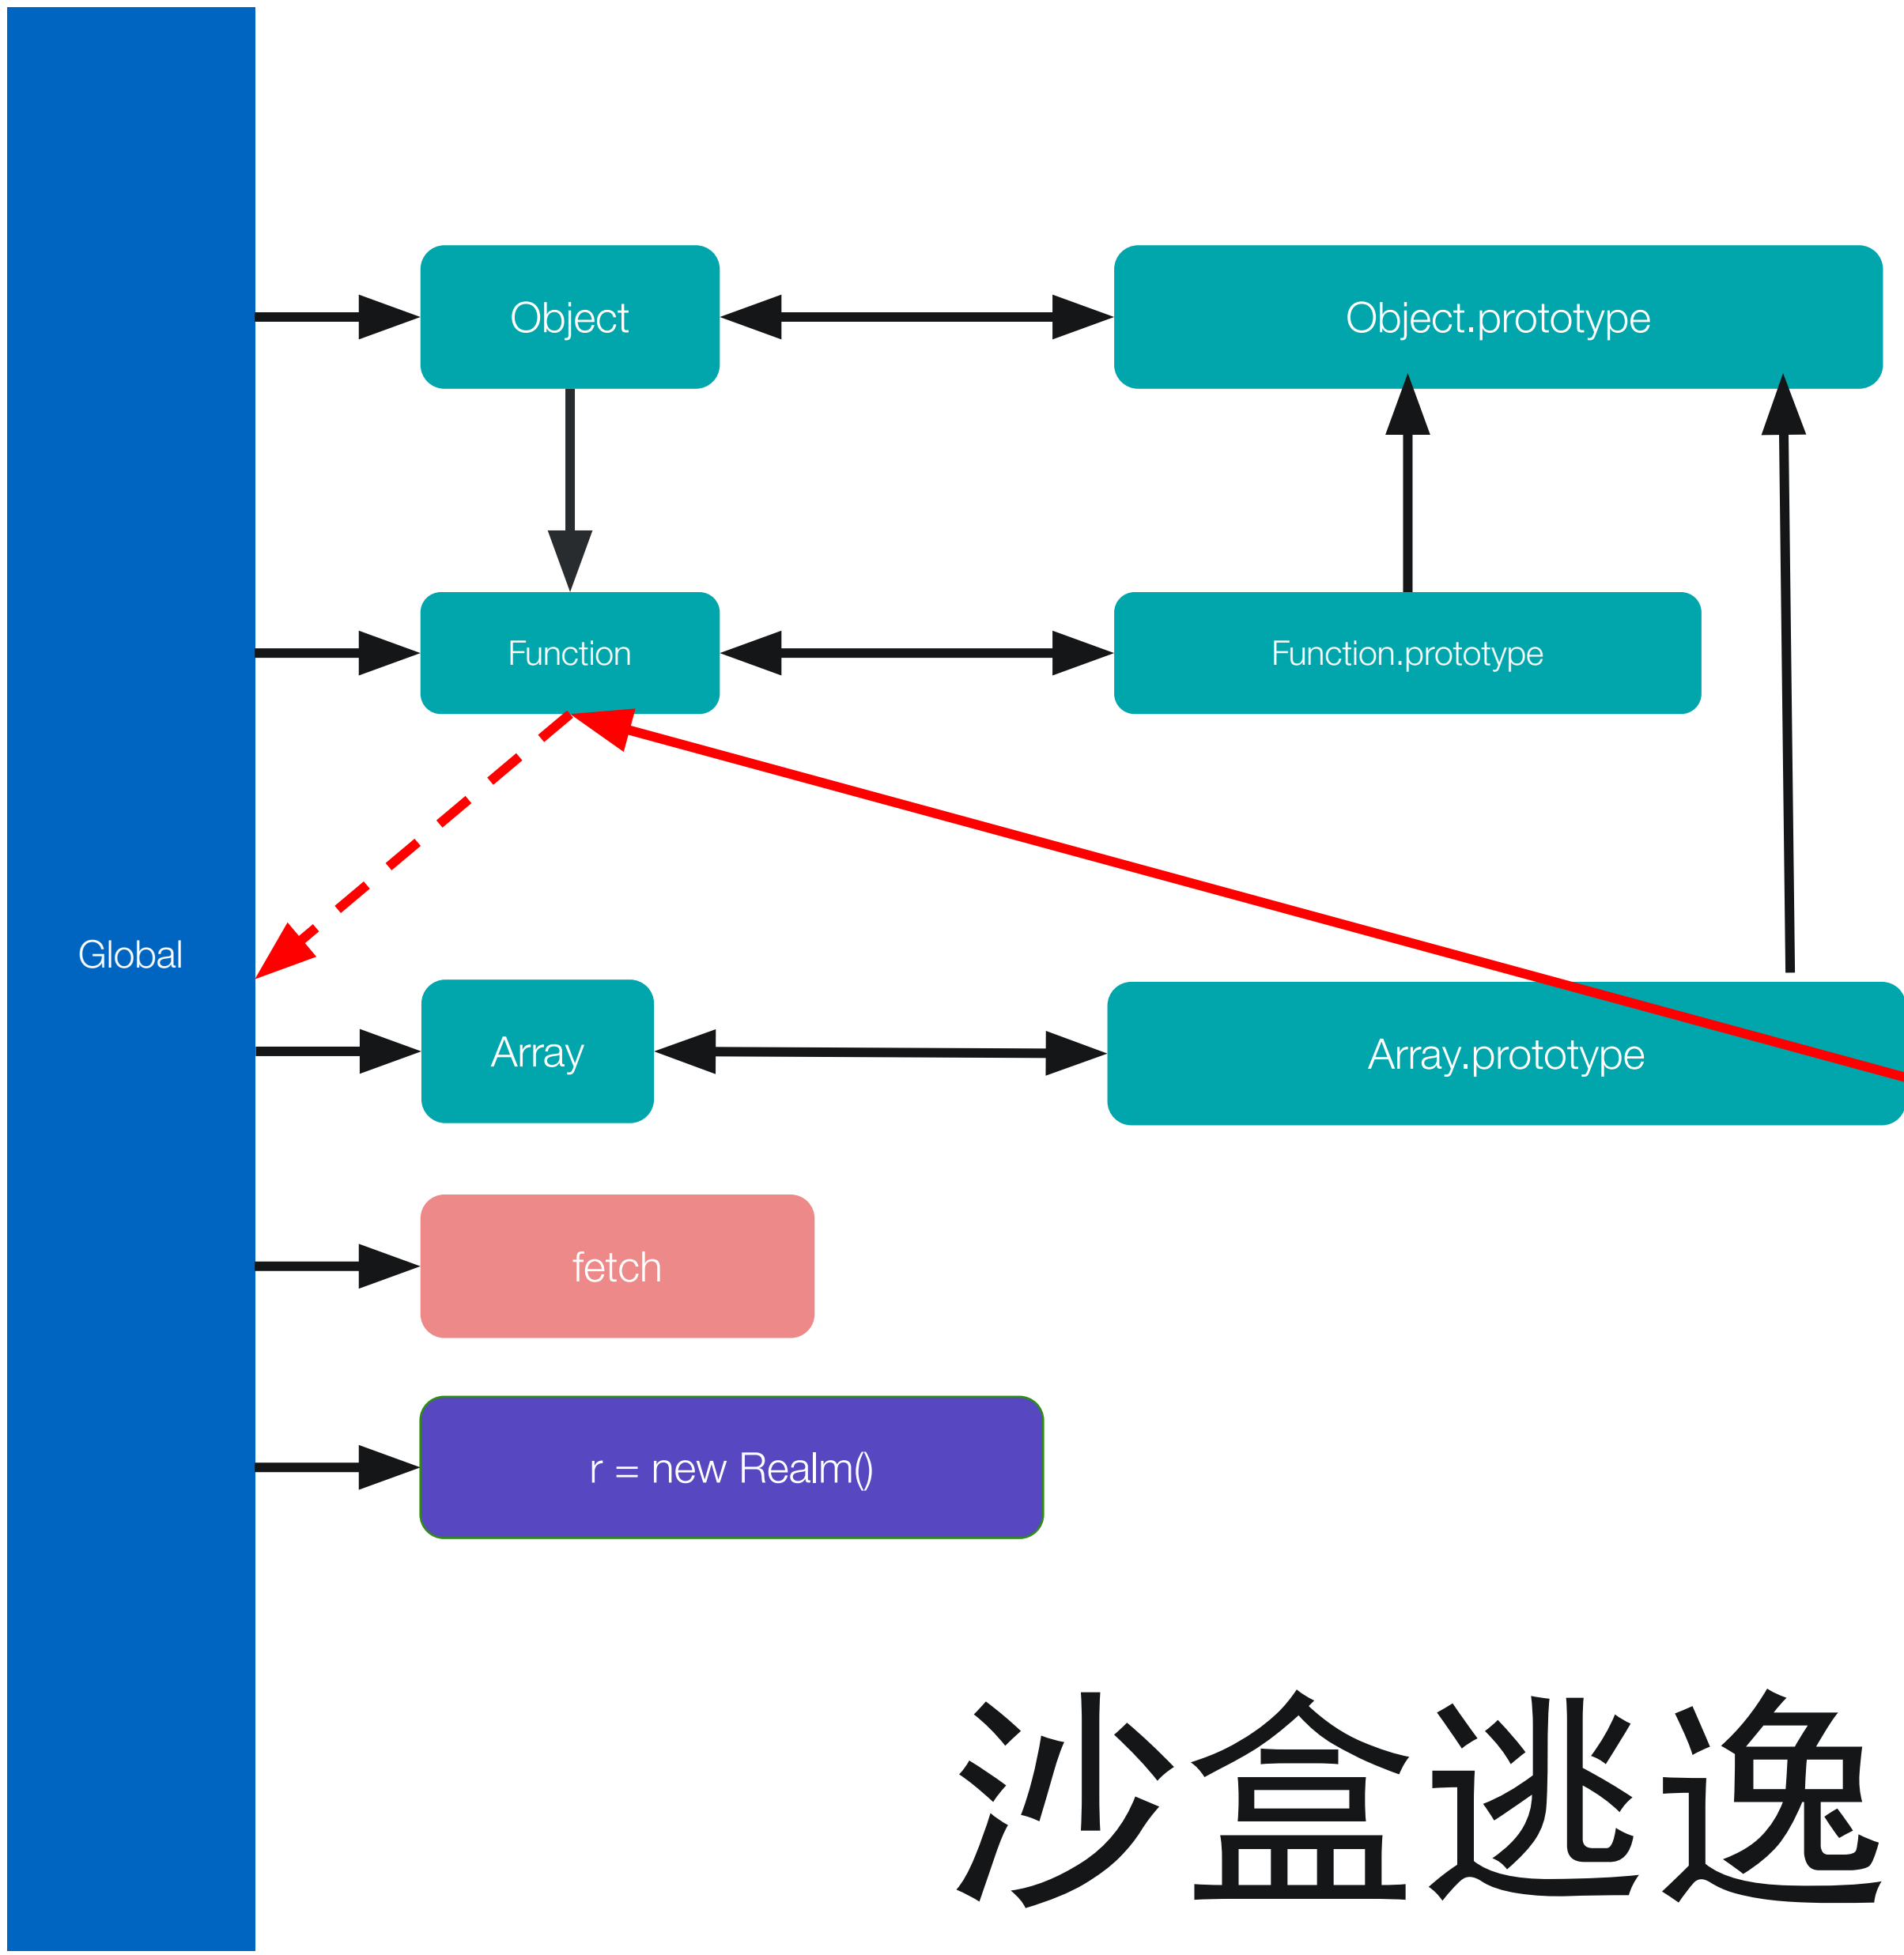 Object
Object.prototype
Function
Function.prototype
Global
Array
Array.prototype
fetch
r = new Realm()
沙盒逃逸